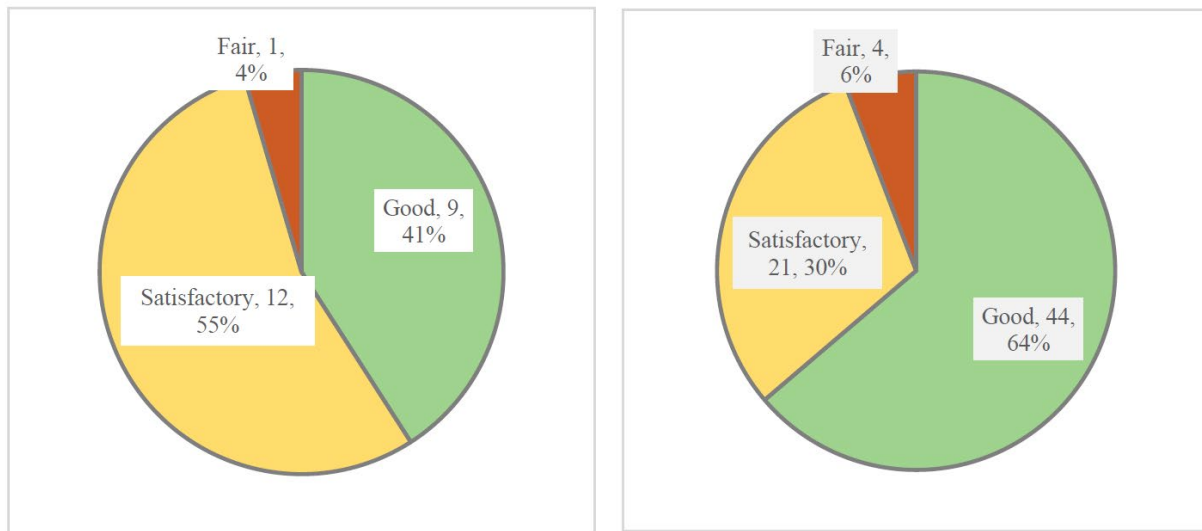 Fair, 1,
4%
Good, 9,
41%
Satisfactory, 12,
55%
Fair, 4,
6%
Satisfactory,
21, 30%
Good, 44,
64%